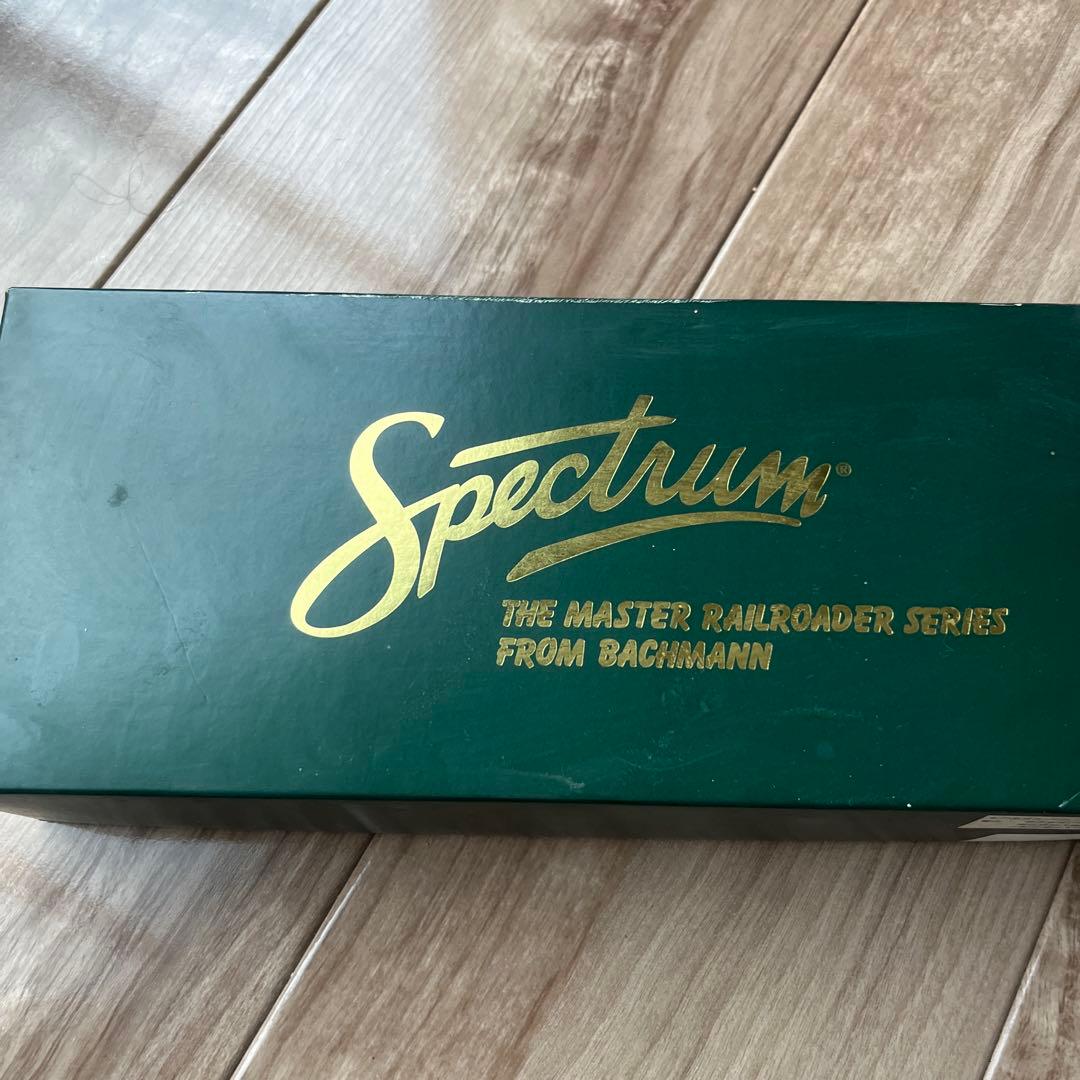 Spectrum®
THE MASTER RAILROADER SERIES
FROM BACHMANN